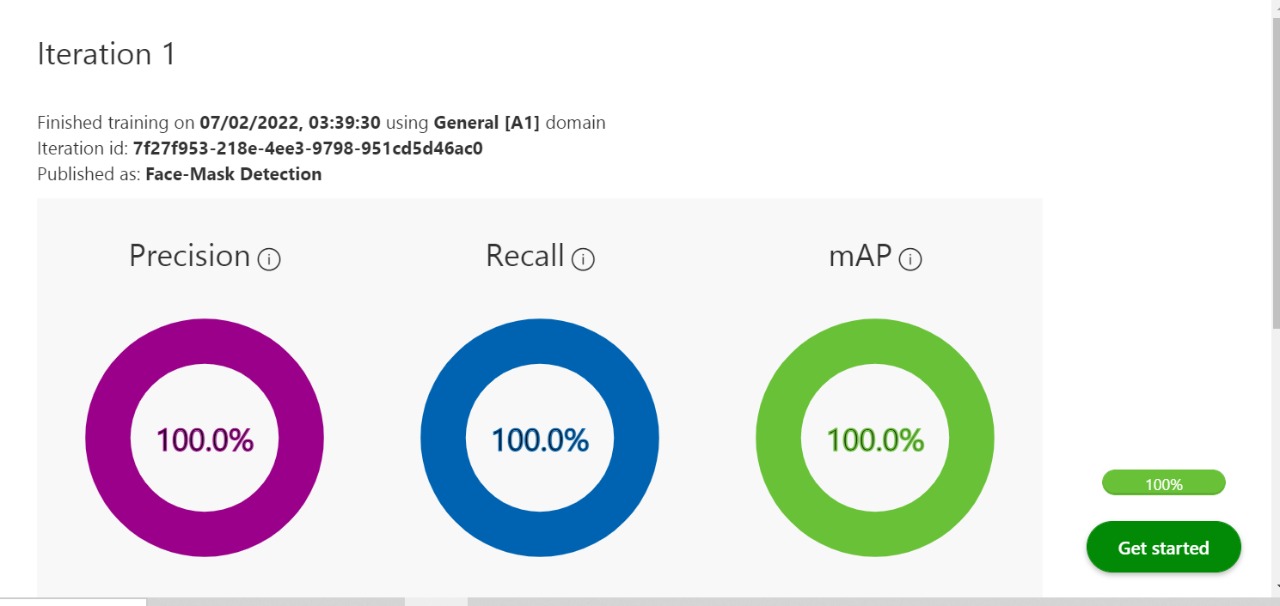 Iteration 1
Finished training on 07/02/2022, 03:39:30 using General [A1] domain
Iteration id: 7f27f953-218e-4ee3-9798-951cd5d46ac0
Published as: Face-Mask Detection
Precision i
Recall i
mAP i
100.0%
100.0%
100.0%
100%
Get started